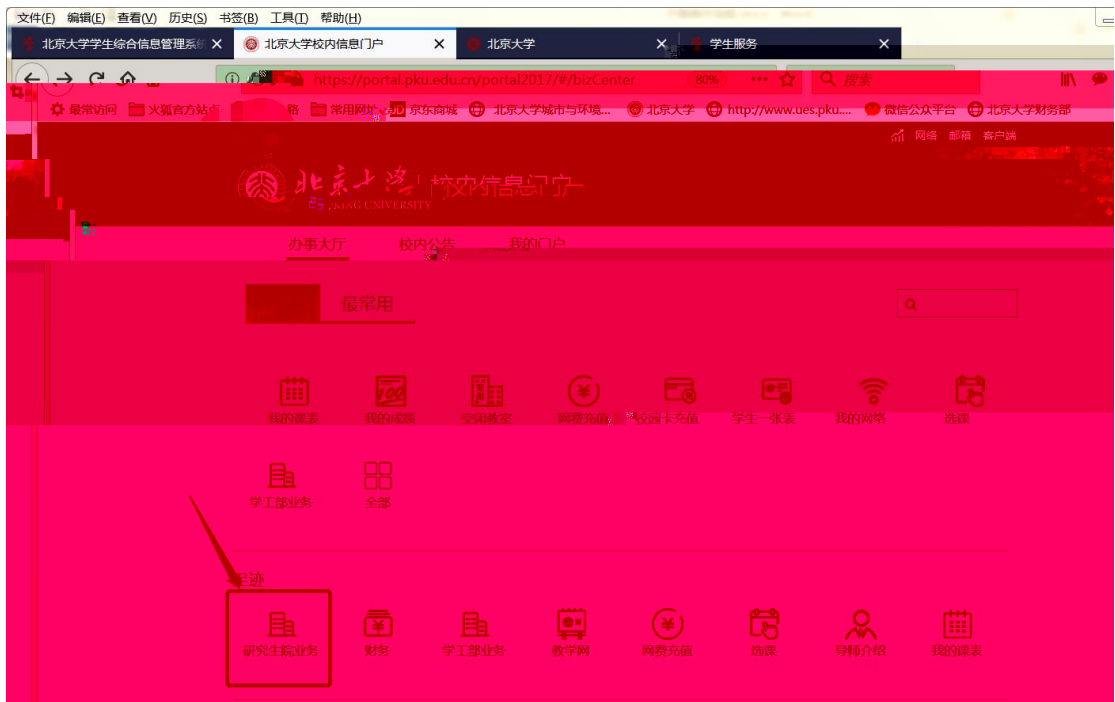 文件(F) 编辑(E) 查看(V) 历史(S) 书签(B) 工具(T) 帮助(H)
北京大学学生综合信息管理系统 北京大学校内信息门户 北京大学 学生服务
https://portal.pku.edu.cn/portal2017/#/bizCenter 80% 搜索
最常访问 火狐官方站点 常用网址 JD 京东商城 北京大学城市与环境... 北京大学 http://www.ues.pku.... 微信公众平台 北京大学财务部
网络 邮箱 客户端
北京大学 校内信息门户
KING UNIVERSITY
办事大厅 校内公告 我的门户
最常用
我的课表 我的成绩 空闲教室 网费充值 校园卡充值 学生一张表 我的网络 选课
学工部业务 全部
足迹
研究生院业务 财务 学工部业务 教学网 网费充值 选课 导师介绍 我的课表